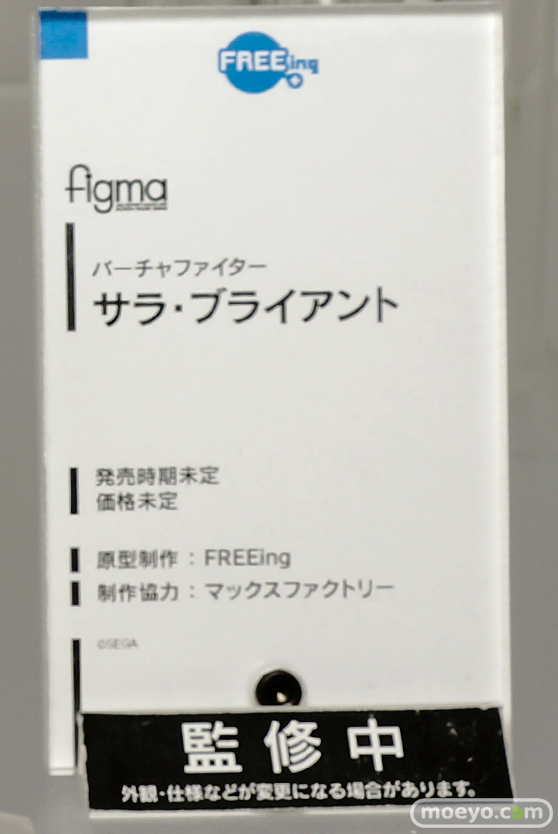 FREEing
figma
バーチャファイター
サラ・ブライアント
発売時期未定
価格未定
原型制作：FREEing
制作協力：マックスファクトリー
©SEGA
監修中
外観・仕様などが変更になる場合があります。
moeyo.com